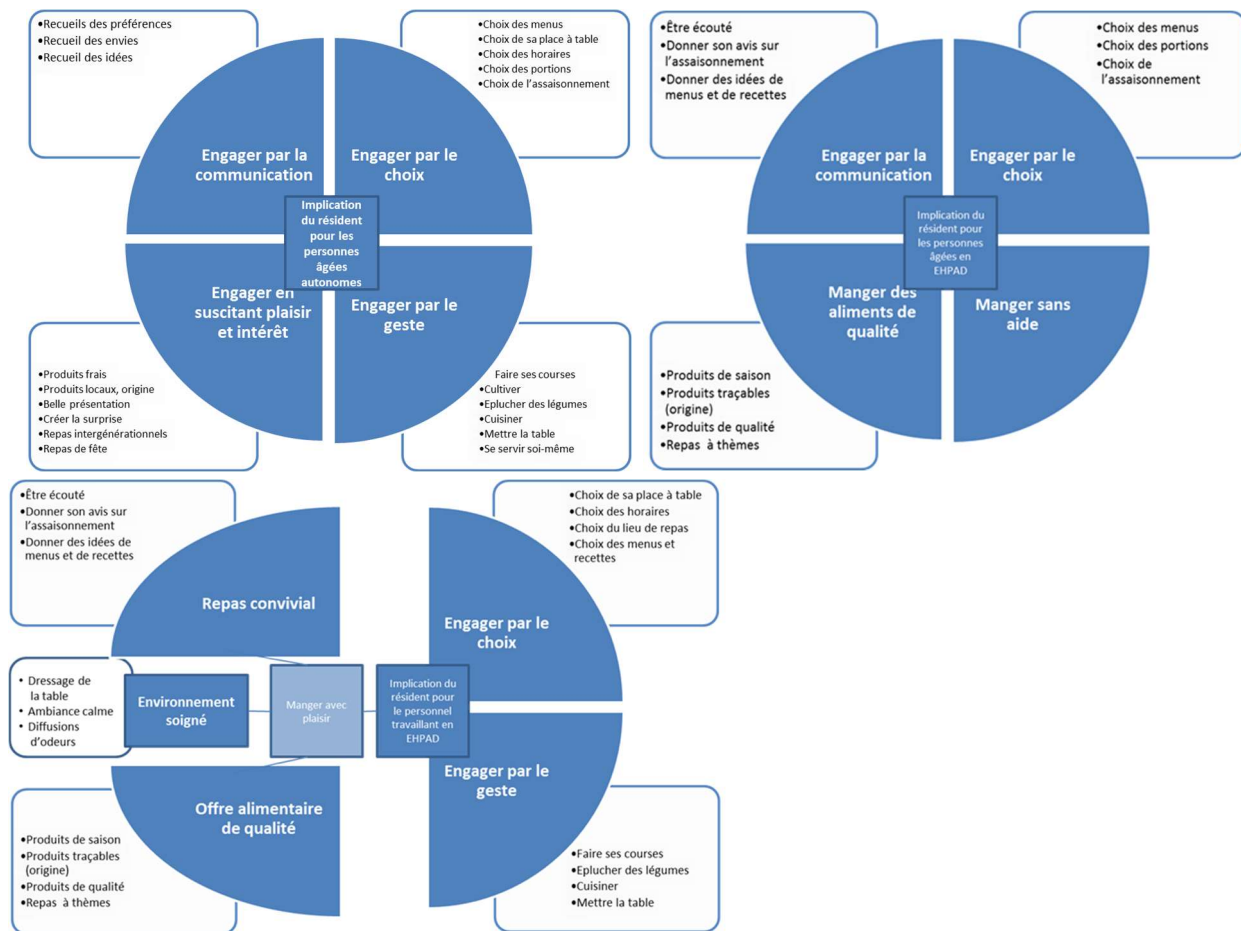 •Recueils des préférences
•Recueil des envies
•Recueil des idées
•Choix des menus
•Choix de sa place à table
•Choix des horaires
•Choix des portions
•Choix de l'assaisonnement
Engager par la
communication
Engager par le
choix
Implication
du résident
pour les
personnes
âgées
autonomes
Engager en
suscitant plaisir
et intérêt
Engager par le
geste
•Produits frais
•Produits locaux, origine
•Belle présentation
•Créer la surprise
•Repas intergénérationnels
•Repas de fête
Faire ses courses
•Cultiver
•Eplucher des légumes
•Cuisiner
•Mettre la table
•Se servir soi-même
•Être écouté
•Donner son avis sur
l'assaisonnement
•Donner des idées de
menus et de recettes
•Choix des menus
•Choix des portions
•Choix de
l'assaisonnement
Engager par la
communication
Engager par le
choix
Implication du
résident pour
les personnes
âgées en
EHPAD
Manger des
aliments de
qualité
Manger sans
aide
•Produits de saison
•Produits traçables
(origine)
•Produits de qualité
•Repas à thèmes
•Être écouté
•Donner son avis sur
l'assaisonnement
•Donner des idées de
menus et de recettes
•Choix de sa place à table
•Choix des horaires
•Choix du lieu de repas
•Choix des menus et
recettes
Repas convivial
Engager par le
choix
• Dressage de
la table
• Ambiance calme
• Diffusions
d'odeurs
Environnement
soigné
Manger avec
plaisir
Implication du
résident pour
le personnel
travaillant en
EHPAD
Engager par le
geste
Offre alimentaire
de qualité
•Produits de saison
•Produits traçables
(origine)
•Produits de qualité
•Repas à thèmes
•Faire ses courses
•Eplucher des légumes
•Cuisiner
•Mettre la table